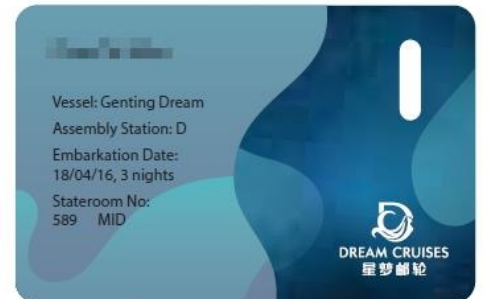 Vessel: Genting Dream
Assembly Station: D
Embarkation Date:
18/04/16, 3 nights
Stateroom No:
589 MID
DREAM CRUISES
星梦邮轮